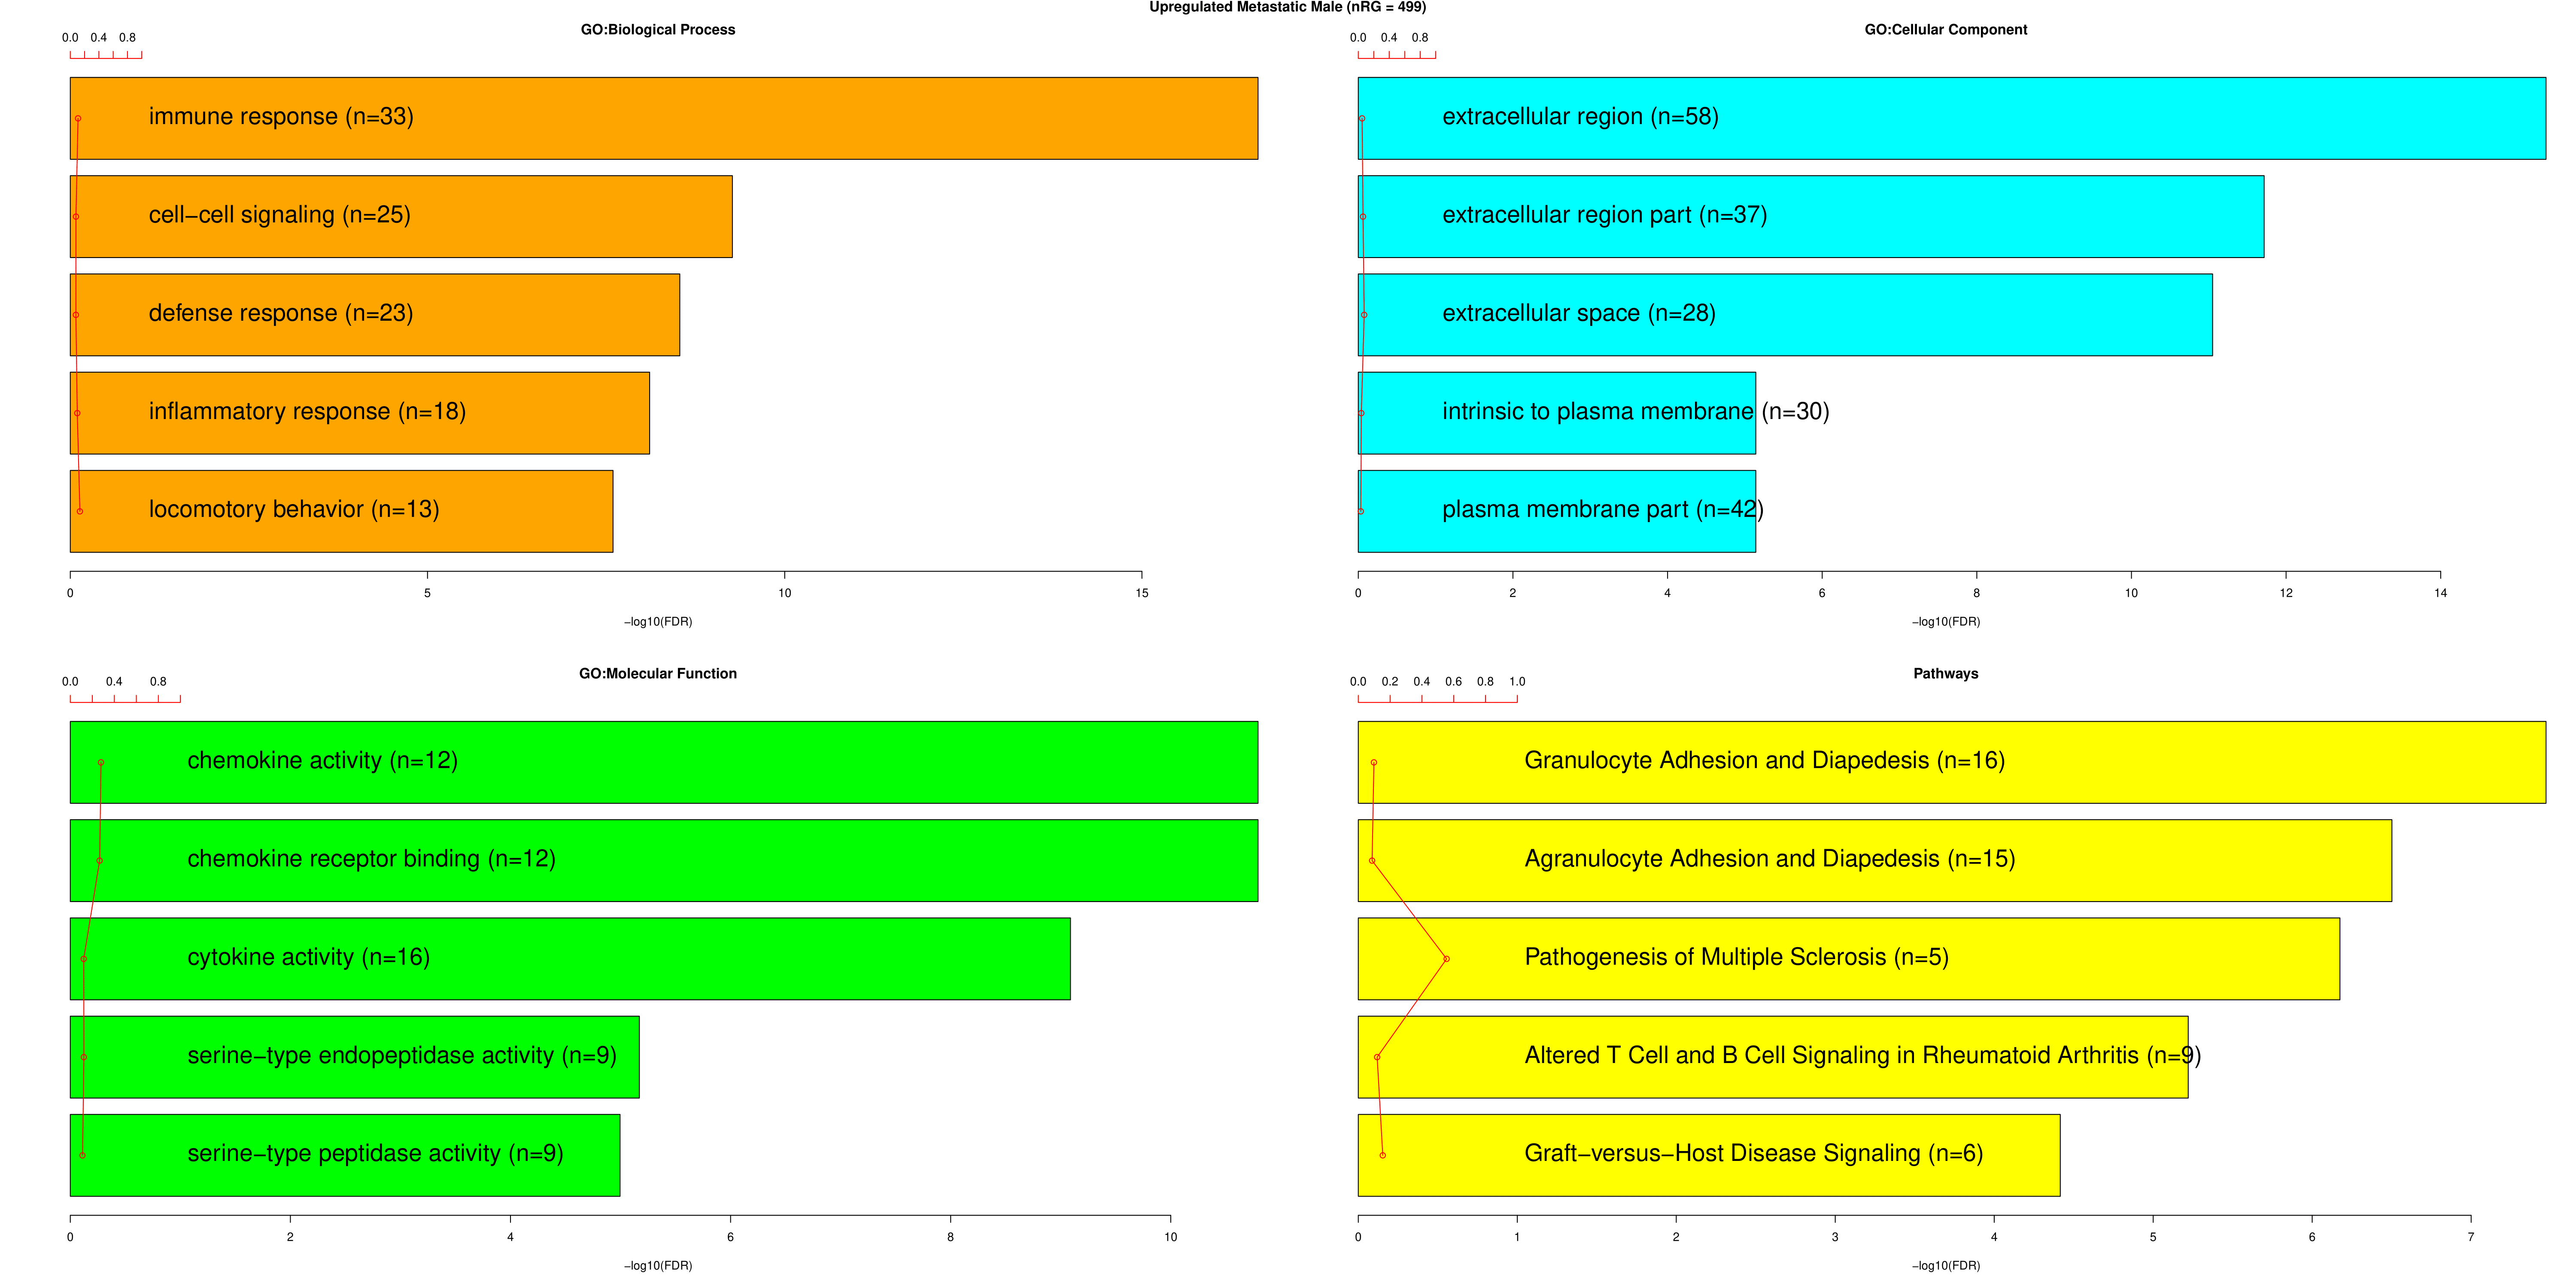 Upregulated Metastatic Male (nRG = 499)
GO:Biological Process
0.0 0.4 0.8
immune response (n=33)
cell−cell signaling (n=25)
defense response (n=23)
inflammatory response (n=18)
locomotory behavior (n=13)
0 5 10 15
−log10(FDR)
GO:Cellular Component
0.0 0.4 0.8
extracellular region (n=58)
extracellular region part (n=37)
extracellular space (n=28)
intrinsic to plasma membrane (n=30)
plasma membrane part (n=42)
0 2 4 6 8 10 12 14
−log10(FDR)
GO:Molecular Function
0.0 0.4 0.8
chemokine activity (n=12)
chemokine receptor binding (n=12)
cytokine activity (n=16)
serine−type endopeptidase activity (n=9)
serine−type peptidase activity (n=9)
0 2 4 6 8 10
−log10(FDR)
Pathways
0.0 0.2 0.4 0.6 0.8 1.0
Granulocyte Adhesion and Diapedesis (n=16)
Agranulocyte Adhesion and Diapedesis (n=15)
Pathogenesis of Multiple Sclerosis (n=5)
Altered T Cell and B Cell Signaling in Rheumatoid Arthritis (n=9)
Graft−versus−Host Disease Signaling (n=6)
0 1 2 3 4 5 6 7
−log10(FDR)